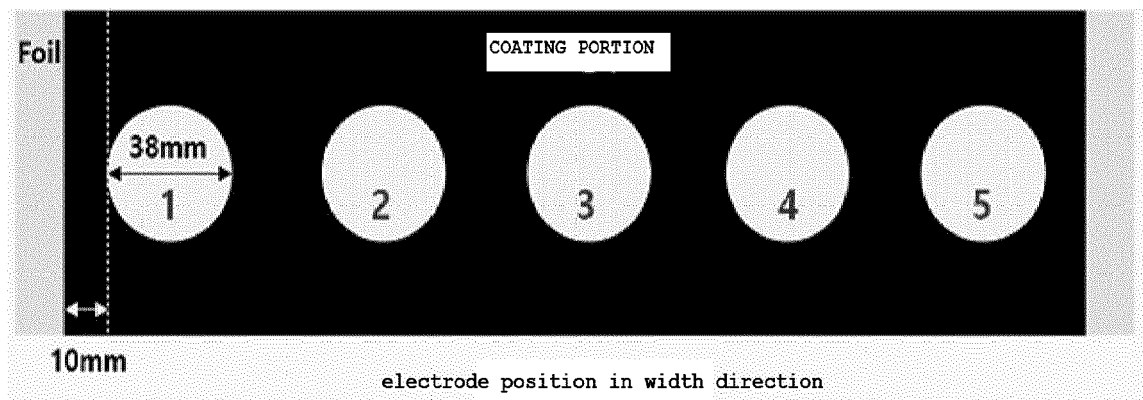 Foil
COATING PORTION
38mm
1 2 3 4 5
10mm
electrode position in width direction